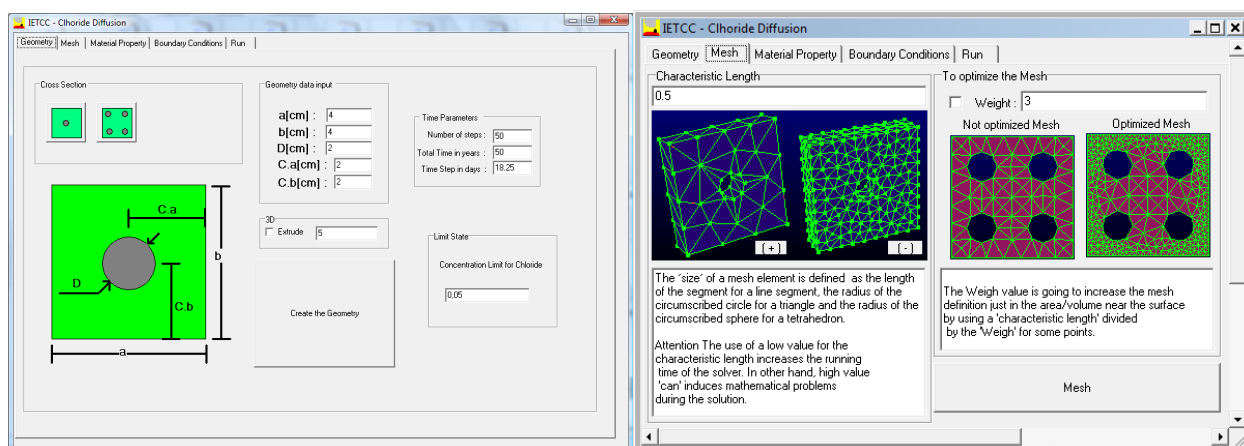 IETCC - Clhoride Diffusion
Geometry Mesh Material Property Boundary Conditions Run
Cross Section
Geometry data input
a[cm] : 4
b[cm] : 4
D[cm] : 2
C.a[cm] : 2
C.b[cm] : 2
Time Parameters
Number of steps : 50
Total Time in years : 50
Time Step in days : 18.25
3D
Extrude 5
Limit State
Concentration Limit for Chloride
0,05
Create the Geometry
C.a
b
D
C.b
a
IETCC - Clhoride Diffusion
Geometry Mesh Material Property Boundary Conditions Run
Characteristic Length
0.5
(+)
(-)
The 'size' of a mesh element is defined as the length
of the segment for a line segment, the radius of the
circumscribed circle for a triangle and the radius of the
circumscribed sphere for a tetrahedron.
Attention The use of a low value for the
characteristic length increases the running
time of the solver. In other hand, high value
'can' induces mathematical problems
during the solution.
To optimize the Mesh
Weight : 3
Not optimized Mesh
Optimized Mesh
The Weigh value is going to increase the mesh
definition just in the area/volume near the surface
by using a 'characteristic length' divided
by the 'Weigh' for some points.
Mesh